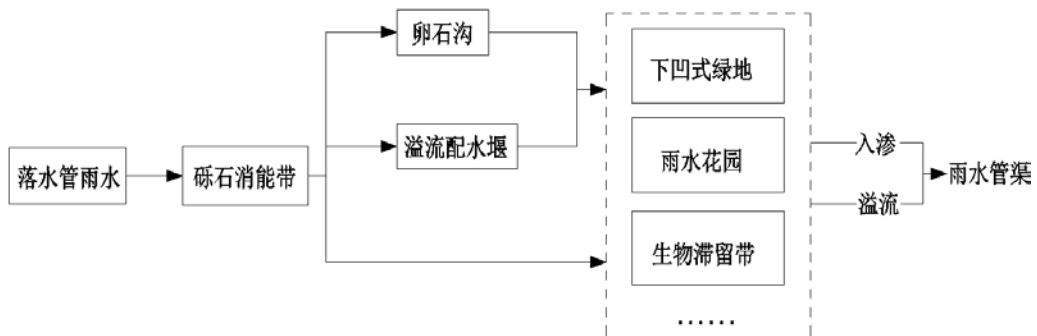 落水管雨水
砾石消能带
卵石沟
溢流配水堰
下凹式绿地
雨水花园
生物滞留带
......
入渗
溢流
雨水管渠